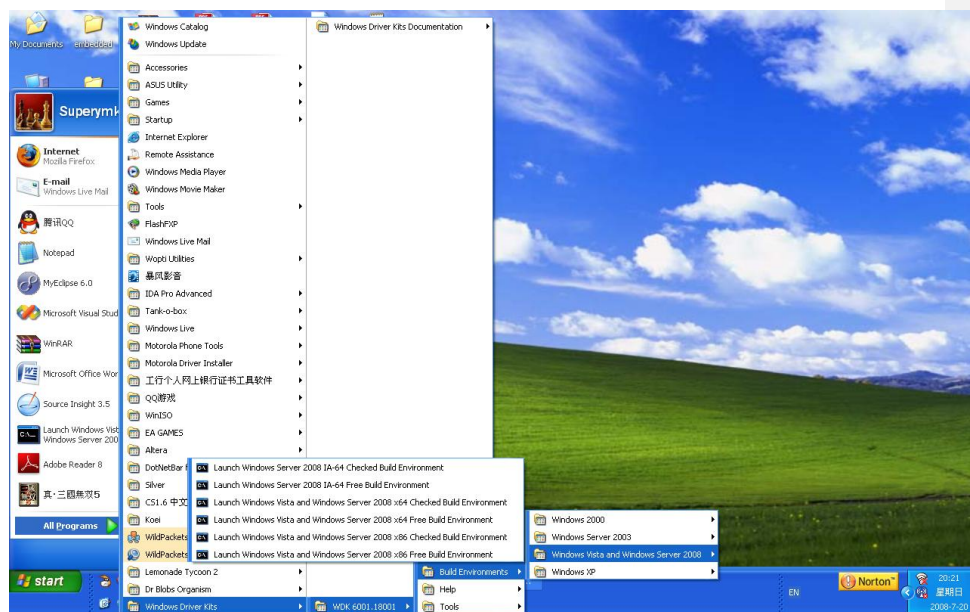 My Documents
embedded
Superymk
Internet
Mozilla Firefox
E-mail
Windows Live Mail
腾讯QQ
Notepad
MyEclipse 6.0
Microsoft Visual Stud
WinRAR
Microsoft Office Wor
Source Insight 3.5
Launch Windows Vist
Windows Server 200
Adobe Reader 8
真·三國無双5
All Programs
start
Windows Catalog
Windows Update
Accessories
ASUS Utility
Games
Startup
Internet Explorer
Remote Assistance
Windows Media Player
Windows Movie Maker
Tools
FlashFXP
Windows Live Mail
Wopti Utilities
暴风影音
IDA Pro Advanced
Tank-o-box
Windows Live
Motorola Phone Tools
Motorola Driver Installer
工行个人网上银行证书工具软件
QQ游戏
WinISO
EA GAMES
Altera
DotNetBar f
Silver
CS1.6 中文
Koei
WildPackets
WildPackets
Lemonade Tycoon 2
Dr Blobs Organism
Windows Driver Kits
Windows Driver Kits Documentation
WDK 6001.18001
Launch Windows Server 2008 IA-64 Checked Build Environment
Launch Windows Server 2008 IA-64 Free Build Environment
Launch Windows Vista and Windows Server 2008 x64 Checked Build Environment
Launch Windows Vista and Windows Server 2008 x64 Free Build Environment
Launch Windows Vista and Windows Server 2008 x86 Checked Build Environment
Launch Windows Vista and Windows Server 2008 x86 Free Build Environment
Build Environments
Help
Tools
Windows 2000
Windows Server 2003
Windows Vista and Windows Server 2008
Windows XP
EN
Norton™
20:21
星期日
2008-7-20